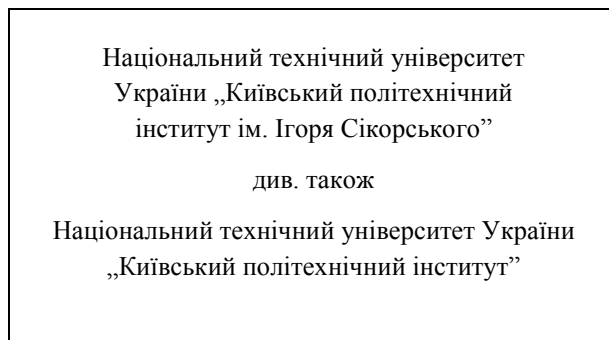 Національний технічний університет
України „Київський політехнічний
інститут ім. Ігоря Сікорського”
див. також
Національний технічний університет України
„Київський політехнічний інститут”